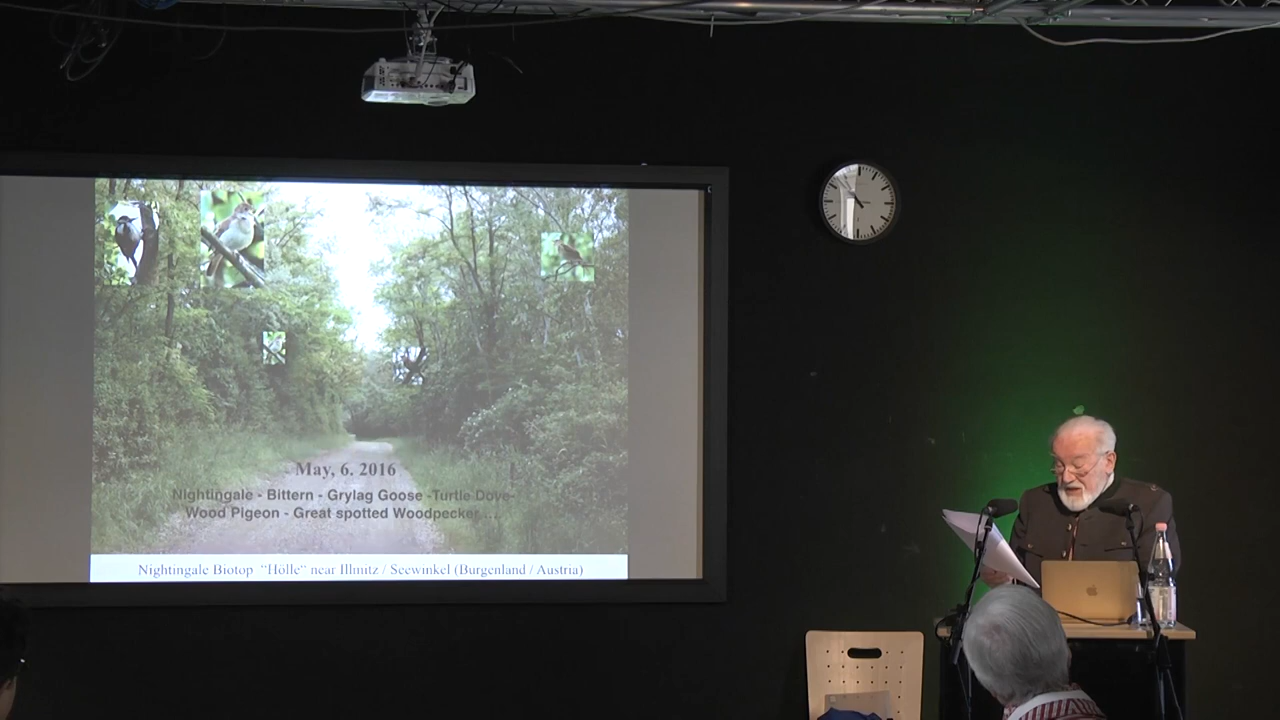 May, 6. 2016
Nightingale - Bittern - Grylag Goose -Turtle Dove-
Wood Pigeon - Great spotted Woodpecker ...
Nightingale Biotop "Hölle" near Illmitz / Seewinkel (Burgenland / Austria)